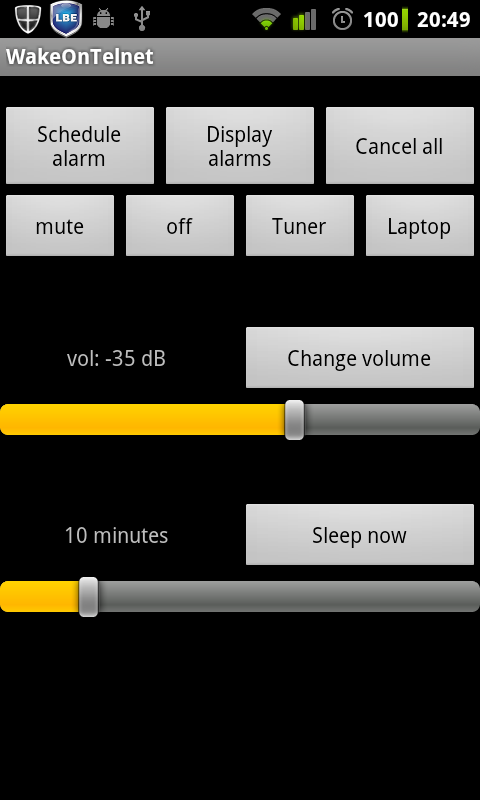 LBE
100 20:49
WakeOnTelnet
Schedule
alarm
Display
alarms
Cancel all
mute
off
Tuner
Laptop
vol: -35 dB
Change volume
10 minutes
Sleep now